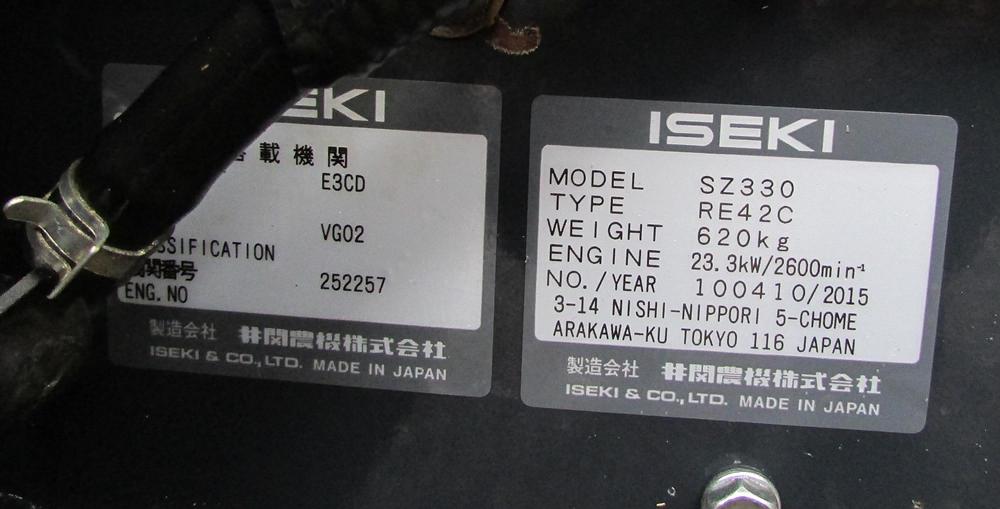 ISEKI
搭載機関
E3CD
VG02
CLASSIFICATION
機関番号
ENG.NO 252257
製造会社 井関農機株式会社
ISEKI & CO.,LTD. MADE IN JAPAN
ISEKI
MODEL SZ330
TYPE RE42C
WEIGHT 620kg
ENGINE 23.3kW/2600min⁻¹
NO./YEAR 100410/2015
3-14 NISHI-NIPPORI 5-CHOME
ARAKAWA-KU TOKYO 116 JAPAN
製造会社 井関農機株式会社
ISEKI & CO.,LTD. MADE IN JAPAN